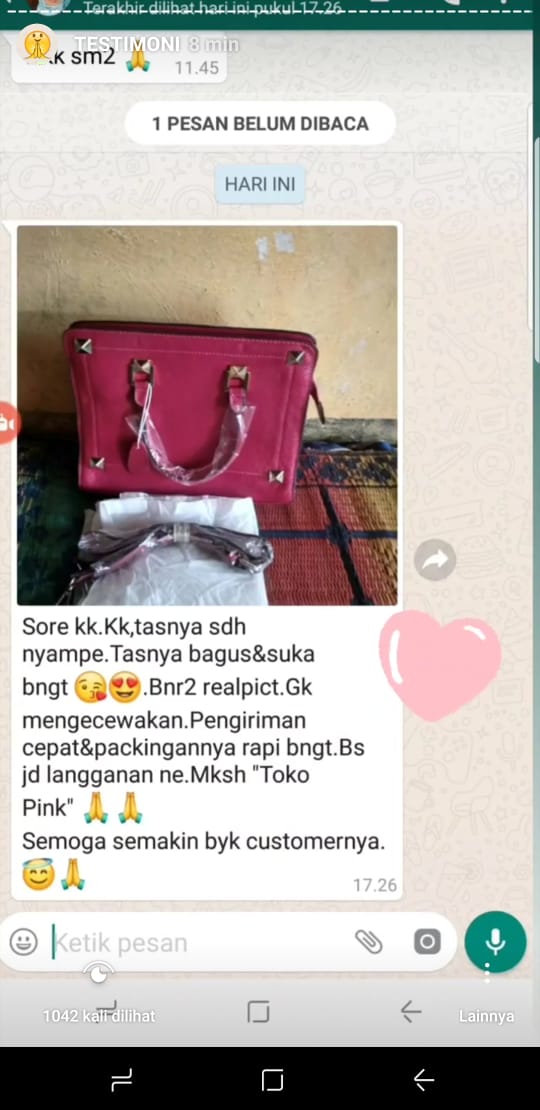 Terakhir dilihat hari ini pukul 17.26
TESTIMONI 8 min
kk sm2 🙏
11.45
1 PESAN BELUM DIBACA
HARI INI
Sore kk.Kk,tasnya sdh
nyampe.Tasnya bagus&suka
bngt 😘😍.Bnr2 realpict.Gk
mengecewakan.Pengiriman
cepat&packingannya rapi bngt.Bs
jd langganan ne.Mksh "Toko
Pink" 🙏🙏
Semoga semakin byk customernya.
😇🙏
17.26
Ketik pesan
1042 kali dilihat
Lainnya